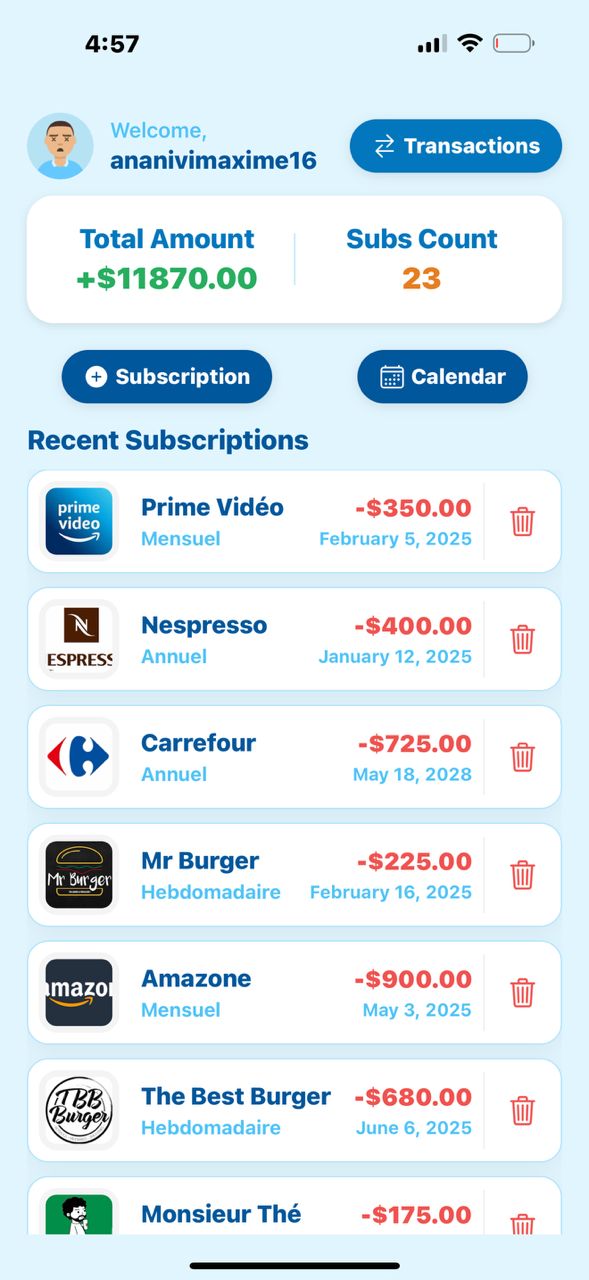 4:57
Welcome,
ananivimaxime16
Transactions
Total Amount
Subs Count
+$11870.00
23
Subscription
Calendar
Recent Subscriptions
prime
video
Prime Vidéo
-$350.00
Mensuel
February 5, 2025
N
ESPRESS
Nespresso
-$400.00
Annuel
January 12, 2025
Carrefour
-$725.00
Annuel
May 18, 2028
Mr Burger
Mr Burger
-$225.00
Hebdomadaire
February 16, 2025
amazon
Amazone
-$900.00
Mensuel
May 3, 2025
TBB
Burger
The Best Burger
-$680.00
Hebdomadaire
June 6, 2025
Monsieur Thé
-$175.00